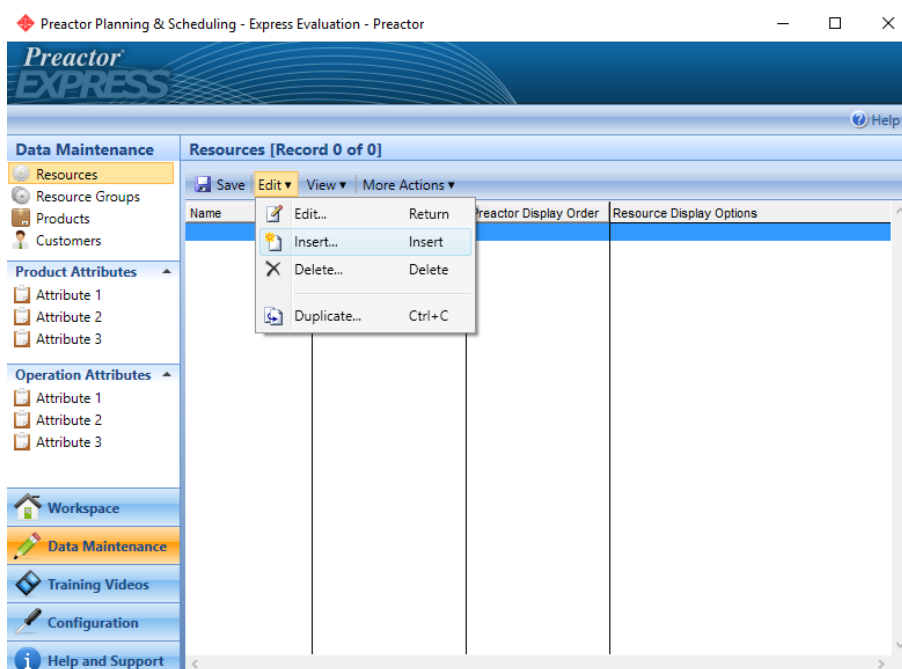 Preactor Planning & Scheduling - Express Evaluation - Preactor
Preactor
EXPRESS
Help
Data Maintenance
Resources [Record 0 of 0]
Resources
Resource Groups
Products
Customers
Save Edit View More Actions
Name Preactor Display Order Resource Display Options
Edit... Return
Insert... Insert
Delete... Delete
Duplicate... Ctrl+C
Product Attributes
Attribute 1
Attribute 2
Attribute 3
Operation Attributes
Attribute 1
Attribute 2
Attribute 3
Workspace
Data Maintenance
Training Videos
Configuration
Help and Support